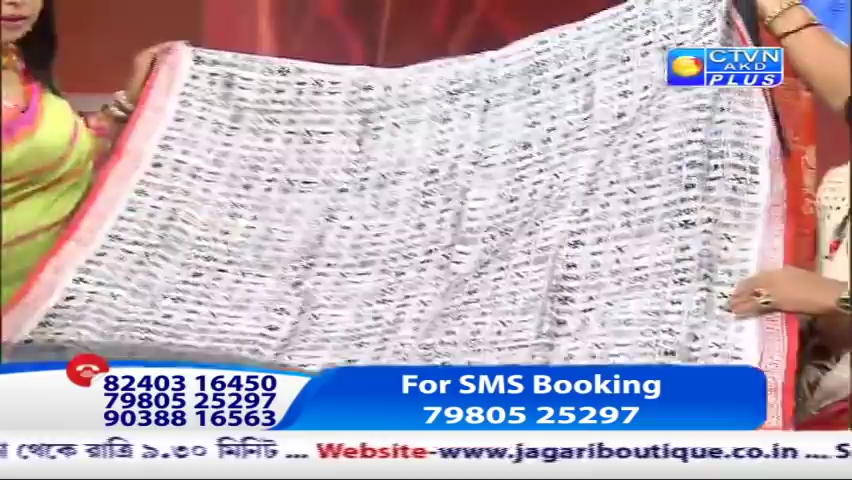 CTVN
AKD
PLUS
82403 16450
79805 25297
90388 16563
For SMS Booking
79805 25297
থেকে রাত্রি ৯.৩০ মিনিট ... Website-www.jagariboutique.co.in ... S